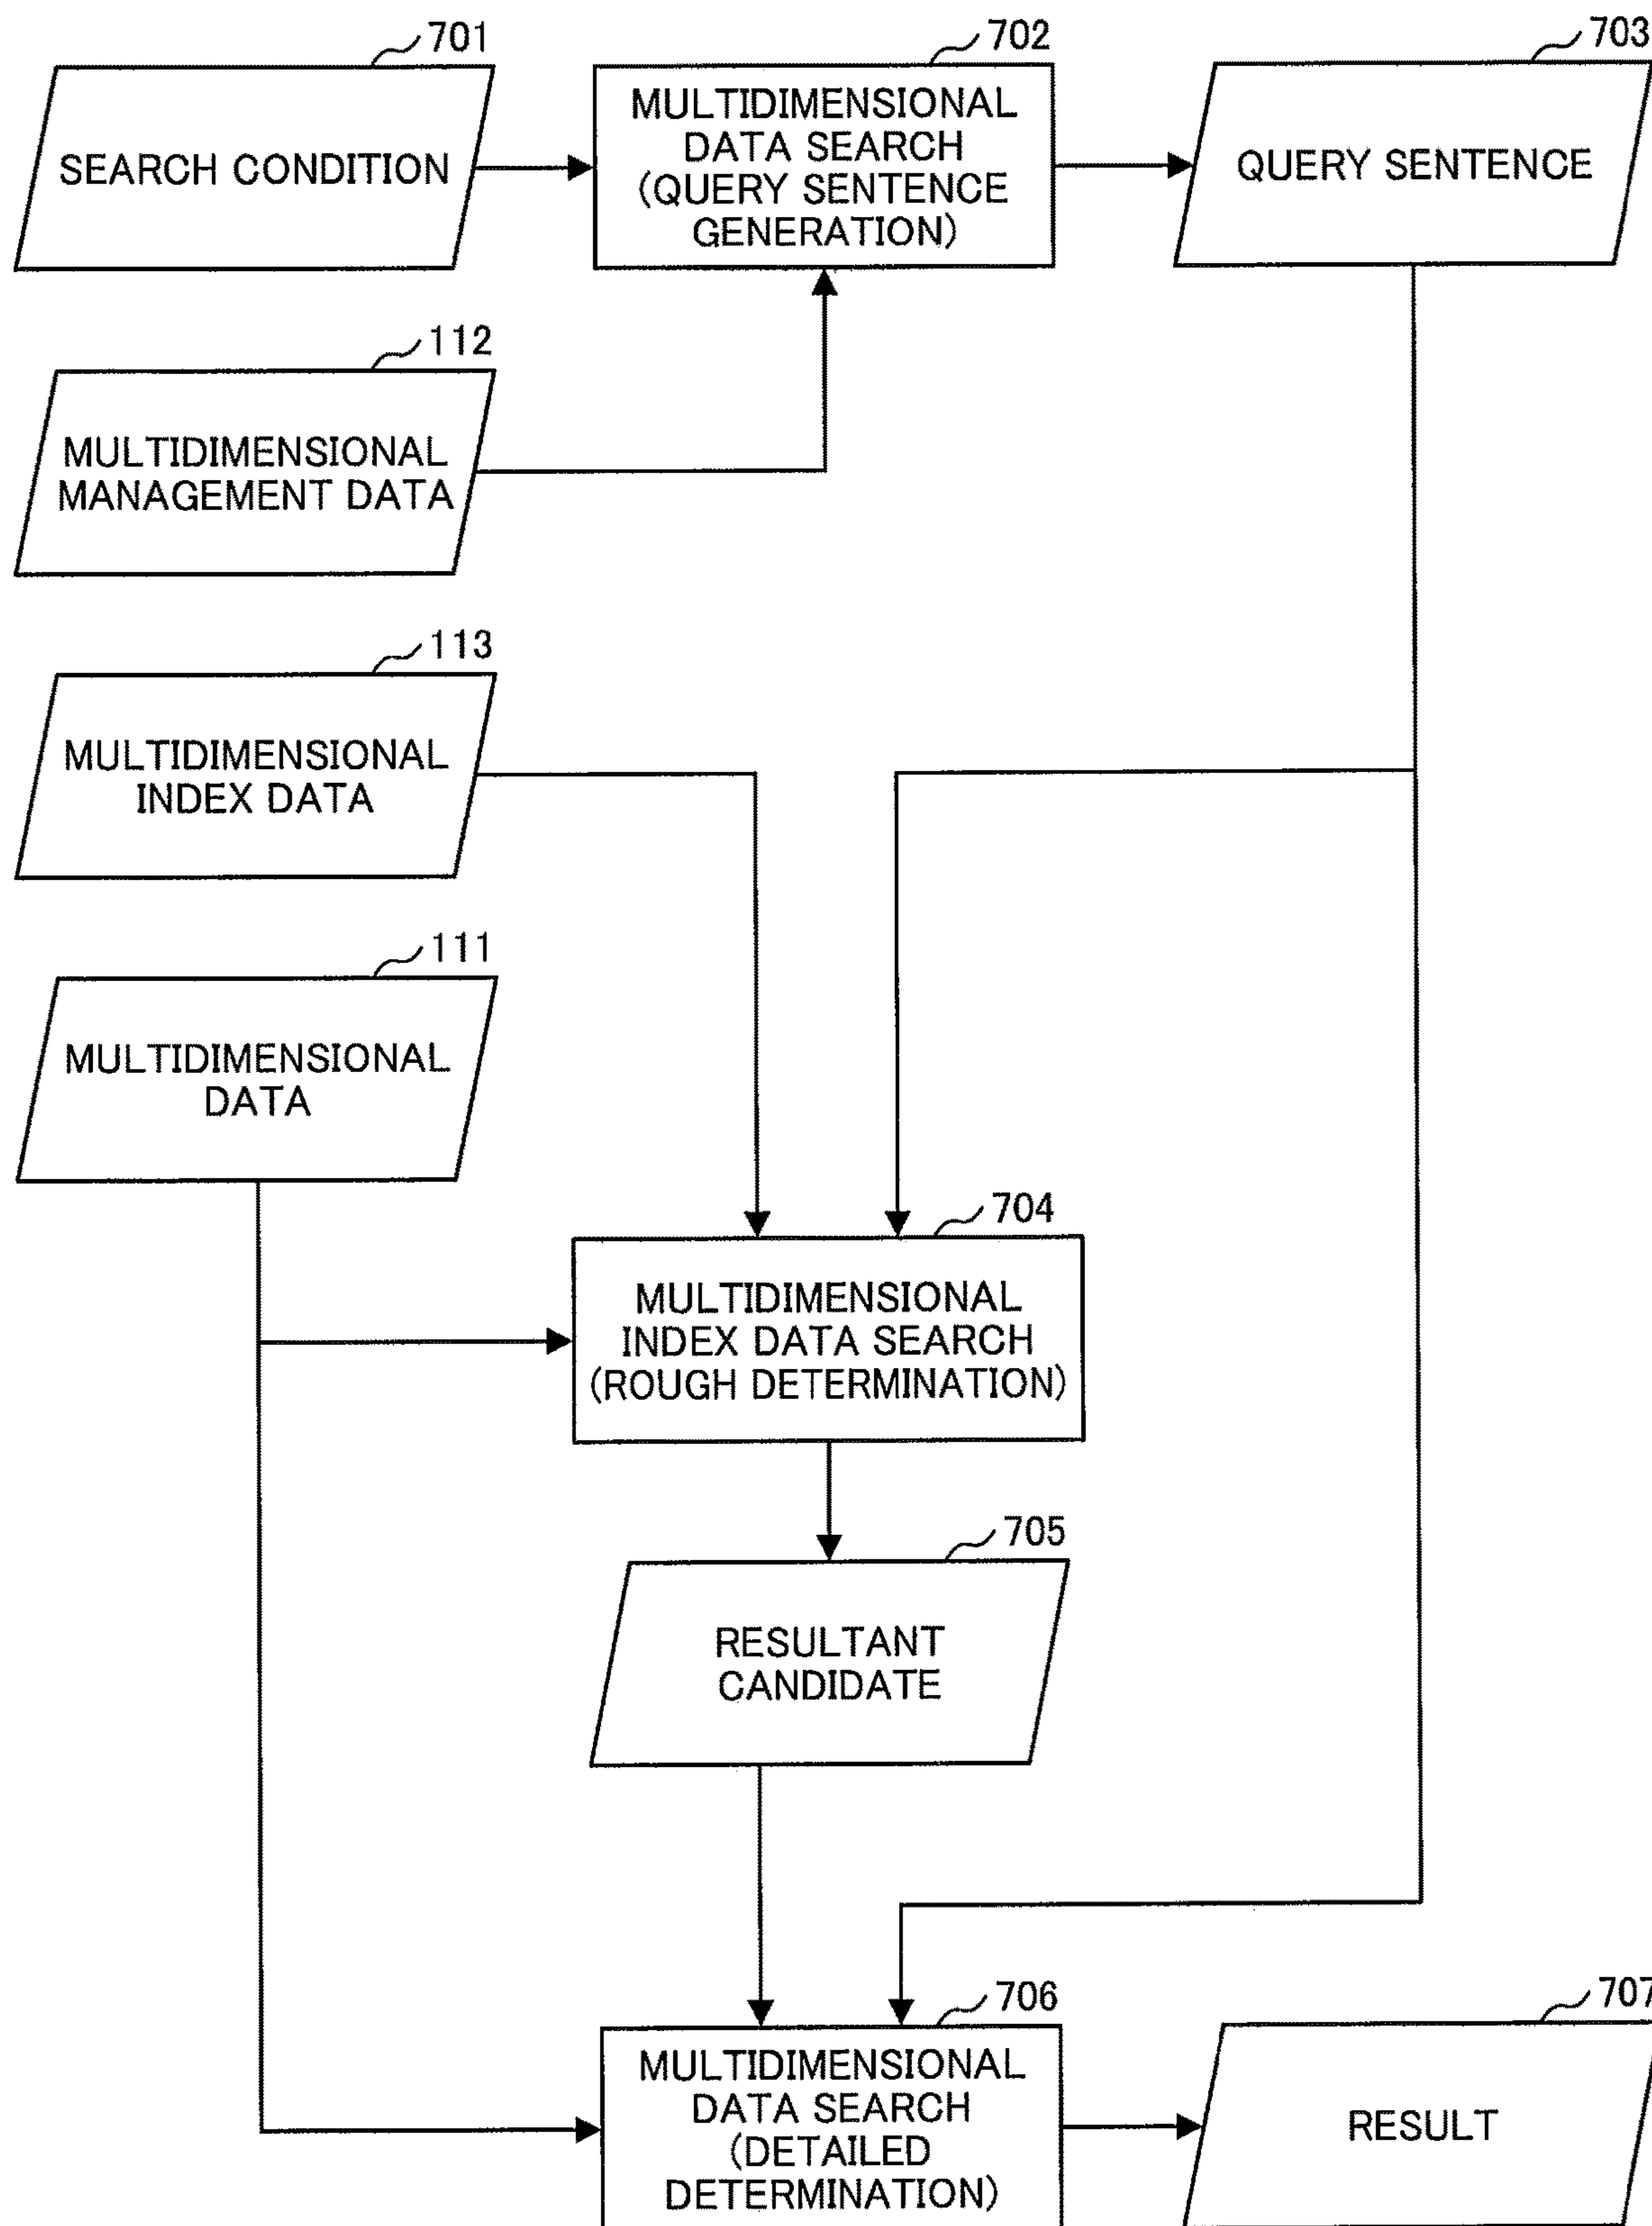 701
702
703
SEARCH CONDITION
MULTIDIMENSIONAL
DATA SEARCH
(QUERY SENTENCE
GENERATION)
QUERY SENTENCE
112
MULTIDIMENSIONAL
MANAGEMENT DATA
113
MULTIDIMENSIONAL
INDEX DATA
111
MULTIDIMENSIONAL
DATA
704
MULTIDIMENSIONAL
INDEX DATA SEARCH
(ROUGH DETERMINATION)
705
RESULTANT
CANDIDATE
706
707
MULTIDIMENSIONAL
DATA SEARCH
(DETAILED
DETERMINATION)
RESULT